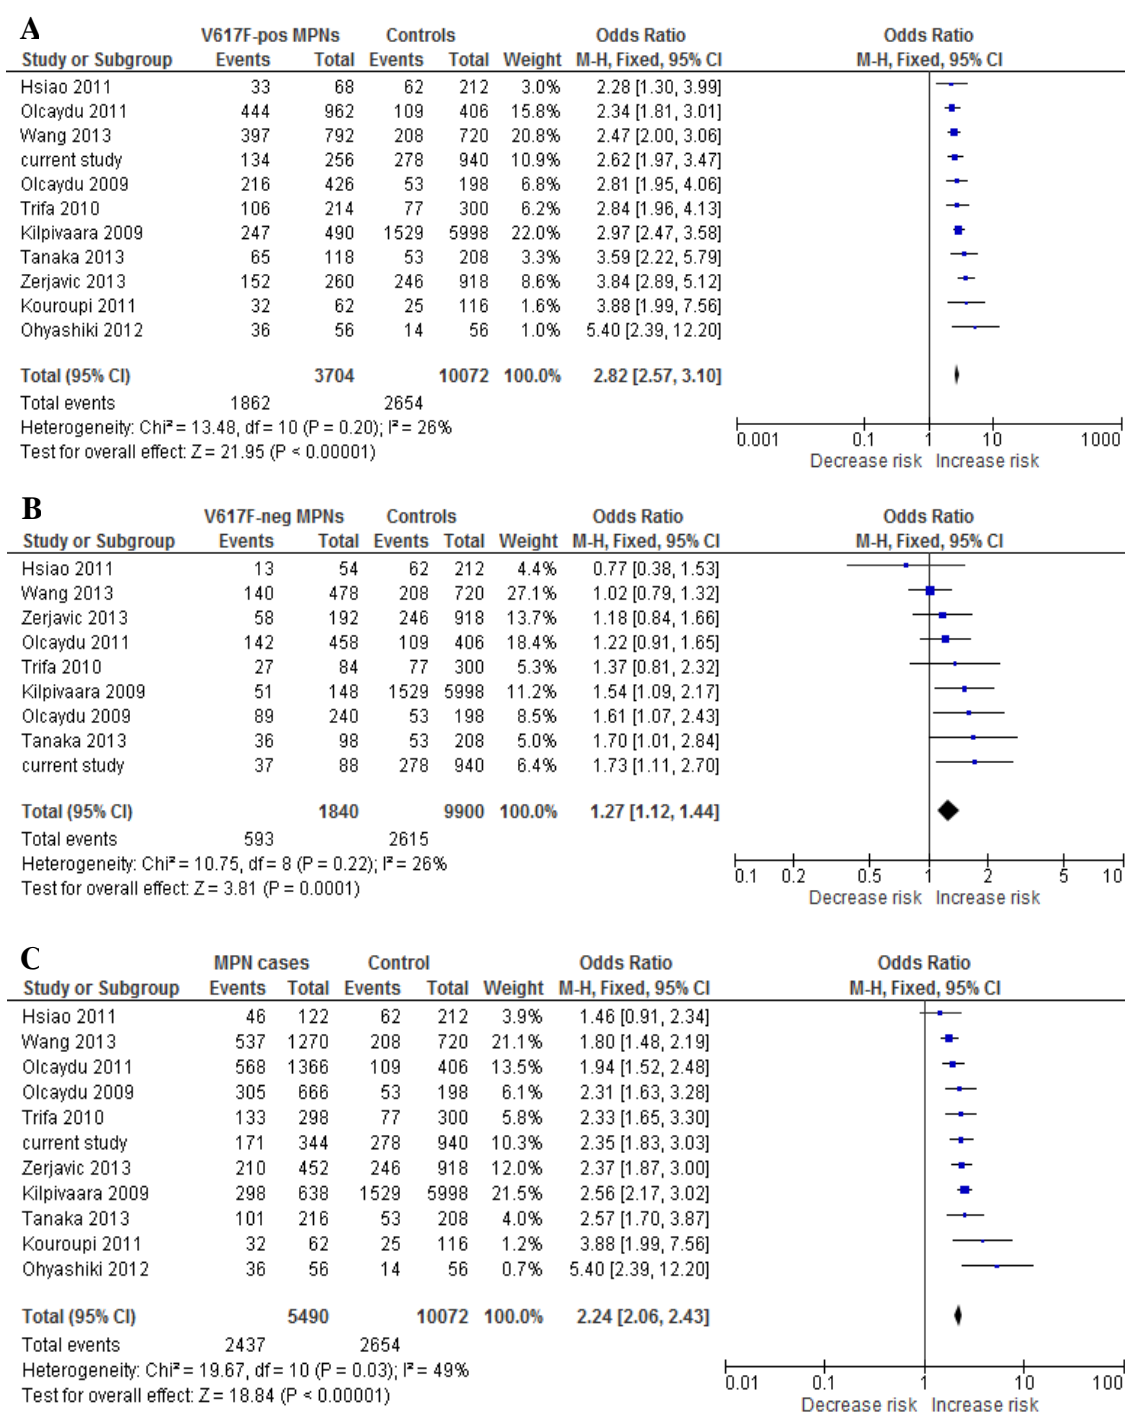 A
V617F-pos MPNs Controls Odds Ratio Odds Ratio
Study or Subgroup Events Total Events Total Weight M-H, Fixed, 95% CI M-H, Fixed, 95% CI
Hsiao 2011 33 68 62 212 3.0% 2.28 [1.30, 3.99]
Olcaydu 2011 444 962 109 406 15.8% 2.34 [1.81, 3.01]
Wang 2013 397 792 208 720 20.8% 2.47 [2.00, 3.06]
current study 134 256 278 940 10.9% 2.62 [1.97, 3.47]
Olcaydu 2009 216 426 53 198 6.8% 2.81 [1.95, 4.06]
Trifa 2010 106 214 77 300 6.2% 2.84 [1.96, 4.13]
Kilpivaara 2009 247 490 1529 5998 22.0% 2.97 [2.47, 3.58]
Tanaka 2013 65 118 53 208 3.3% 3.59 [2.22, 5.79]
Zerjavic 2013 152 260 246 918 8.6% 3.84 [2.89, 5.12]
Kouroupi 2011 32 62 25 116 1.6% 3.88 [1.99, 7.56]
Ohyashiki 2012 36 56 14 56 1.0% 5.40 [2.39, 12.20]
Total (95% CI) 3704 10072 100.0% 2.82 [2.57, 3.10]
Total events 1862 2654
Heterogeneity: Chi² = 13.48, df = 10 (P = 0.20); I² = 26%
Test for overall effect: Z = 21.95 (P < 0.00001)
0.001 0.1 1 10 1000
Decrease risk Increase risk
B
V617F-neg MPNs Controls Odds Ratio Odds Ratio
Study or Subgroup Events Total Events Total Weight M-H, Fixed, 95% CI M-H, Fixed, 95% CI
Hsiao 2011 13 54 62 212 4.4% 0.77 [0.38, 1.53]
Wang 2013 140 478 208 720 27.1% 1.02 [0.79, 1.32]
Zerjavic 2013 58 192 246 918 13.7% 1.18 [0.84, 1.66]
Olcaydu 2011 142 458 109 406 18.4% 1.22 [0.91, 1.65]
Trifa 2010 27 84 77 300 5.3% 1.37 [0.81, 2.32]
Kilpivaara 2009 51 148 1529 5998 11.2% 1.54 [1.09, 2.17]
Olcaydu 2009 89 240 53 198 8.5% 1.61 [1.07, 2.43]
Tanaka 2013 36 98 53 208 5.0% 1.70 [1.01, 2.84]
current study 37 88 278 940 6.4% 1.73 [1.11, 2.70]
Total (95% CI) 1840 9900 100.0% 1.27 [1.12, 1.44]
Total events 593 2615
Heterogeneity: Chi² = 10.75, df = 8 (P = 0.22); I² = 26%
Test for overall effect: Z = 3.81 (P = 0.0001)
0.1 0.2 0.5 1 2 5 10
Decrease risk Increase risk
C
MPN cases Control Odds Ratio Odds Ratio
Study or Subgroup Events Total Events Total Weight M-H, Fixed, 95% CI M-H, Fixed, 95% CI
Hsiao 2011 46 122 62 212 3.9% 1.46 [0.91, 2.34]
Wang 2013 537 1270 208 720 21.1% 1.80 [1.48, 2.19]
Olcaydu 2011 568 1366 109 406 13.5% 1.94 [1.52, 2.48]
Olcaydu 2009 305 666 53 198 6.1% 2.31 [1.63, 3.28]
Trifa 2010 133 298 77 300 5.8% 2.33 [1.65, 3.30]
current study 171 344 278 940 10.3% 2.35 [1.83, 3.03]
Zerjavic 2013 210 452 246 918 12.0% 2.37 [1.87, 3.00]
Kilpivaara 2009 298 638 1529 5998 21.5% 2.56 [2.17, 3.02]
Tanaka 2013 101 216 53 208 4.0% 2.57 [1.70, 3.87]
Kouroupi 2011 32 62 25 116 1.2% 3.88 [1.99, 7.56]
Ohyashiki 2012 36 56 14 56 0.7% 5.40 [2.39, 12.20]
Total (95% CI) 5490 10072 100.0% 2.24 [2.06, 2.43]
Total events 2437 2654
Heterogeneity: Chi² = 19.67, df = 10 (P = 0.03); I² = 49%
Test for overall effect: Z = 18.84 (P < 0.00001)
0.01 0.1 1 10 100
Decrease risk Increase risk